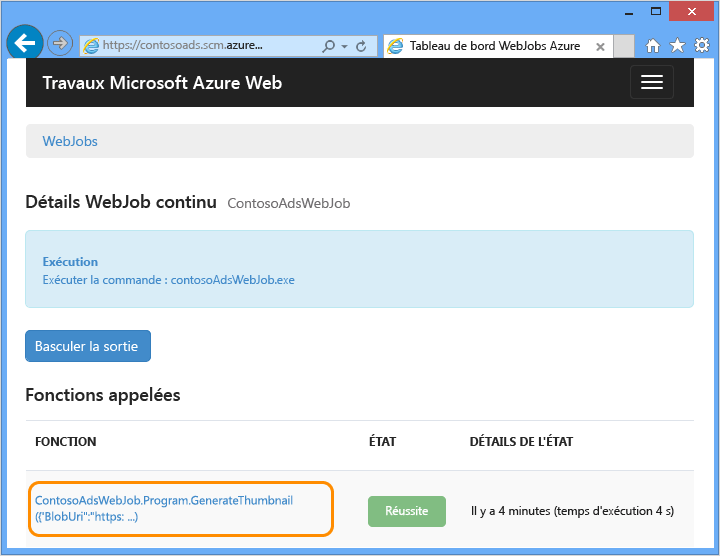 https://contosoads.scm.azure...
Tableau de bord WebJobs Azure
Travaux Microsoft Azure Web
WebJobs
Détails WebJob continu ContosoAdsWebJob
Exécution
Exécuter la commande : contosoAdsWebJob.exe
Basculer la sortie
Fonctions appelées
FONCTION ÉTAT DÉTAILS DE L'ÉTAT
ContosoAdsWebJob.Program.GenerateThumbnail
({"BlobUri":"https: ...) Réussite Il y a 4 minutes (temps d'exécution 4 s)